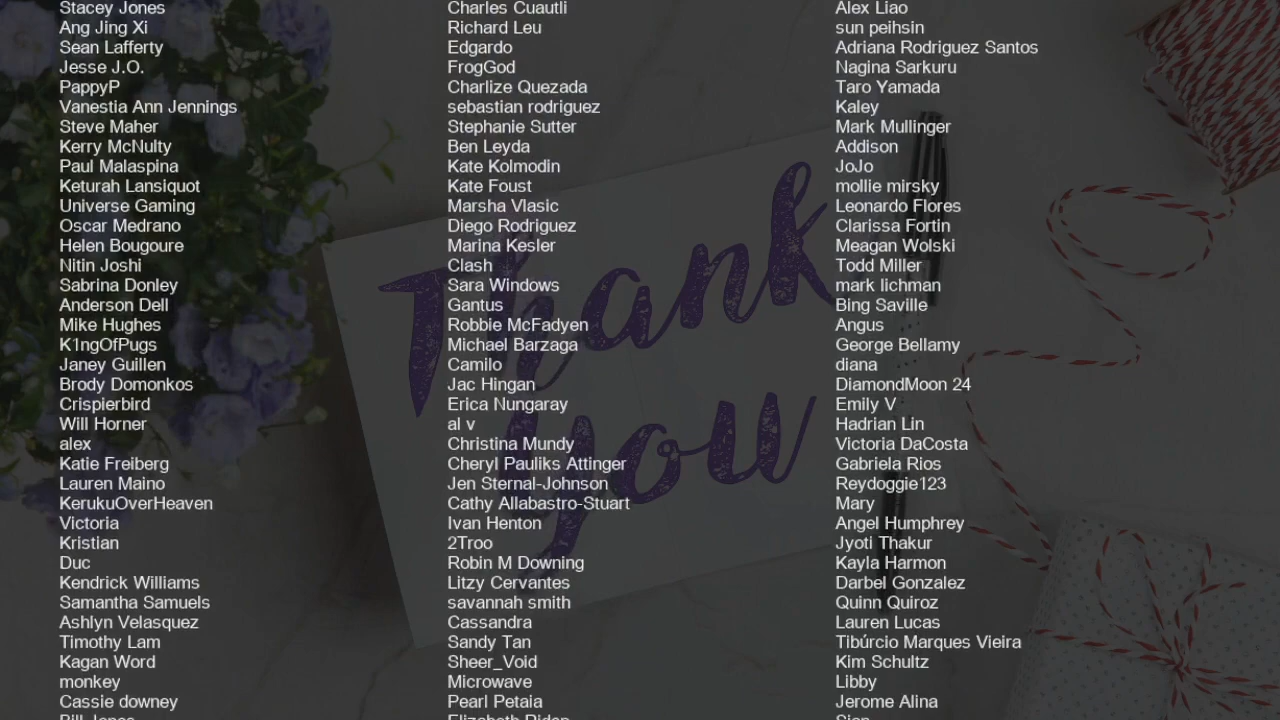 Stacey Jones
Ang Jing Xi
Sean Lafferty
Jesse J.O.
PappyP
Vanestia Ann Jennings
Steve Maher
Kerry McNulty
Paul Malaspina
Keturah Lansiquot
Universe Gaming
Oscar Medrano
Helen Bougoure
Nitin Joshi
Sabrina Donley
Anderson Dell
Mike Hughes
K1ngOfPugs
Janey Guillen
Brody Domonkos
Crispierbird
Will Horner
alex
Katie Freiberg
Lauren Maino
KerukuOverHeaven
Victoria
Kristian
Duc
Kendrick Williams
Samantha Samuels
Ashlyn Velasquez
Timothy Lam
Kagan Word
monkey
Cassie downey
Bill Jones
Charles Cuautli
Richard Leu
Edgardo
FrogGod
Charlize Quezada
sebastian rodriguez
Stephanie Sutter
Ben Leyda
Kate Kolmodin
Kate Foust
Marsha Vlasic
Diego Rodriguez
Marina Kesler
Clash
Sara Windows
Gantus
Robbie McFadyen
Michael Barzaga
Camilo
Jac Hingan
Erica Nungaray
al v
Christina Mundy
Cheryl Pauliks Attinger
Jen Sternal-Johnson
Cathy Allabastro-Stuart
Ivan Henton
2Troo
Robin M Downing
Litzy Cervantes
savannah smith
Cassandra
Sandy Tan
Sheer_Void
Microwave
Pearl Petaia
Elizabeth
Alex Liao
sun peihsin
Adriana Rodriguez Santos
Nagina Sarkuru
Taro Yamada
Kaley
Mark Mullinger
Addison
JoJo
mollie mirsky
Leonardo Flores
Clarissa Fortin
Meagan Wolski
Todd Miller
mark lichman
Bing Saville
Angus
George Bellamy
diana
DiamondMoon 24
Emily V
Hadrian Lin
Victoria DaCosta
Gabriela Rios
Reydoggie123
Mary
Angel Humphrey
Jyoti Thakur
Kayla Harmon
Darbel Gonzalez
Quinn Quiroz
Lauren Lucas
Tibúrcio Marques Vieira
Kim Schultz
Libby
Jerome Alina
Thank
you